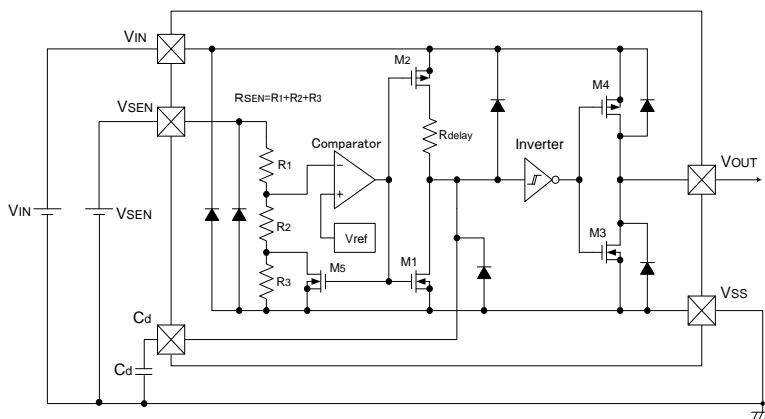 VIN
M2
M4
RSEN=R1+R2+R3
VSEN
Comparator
Rdelay
Inverter
R1
−
+
VOUT
VIN
VSEN
R2
Vref
M3
M5
M1
R3
Cd
VSS
Cd